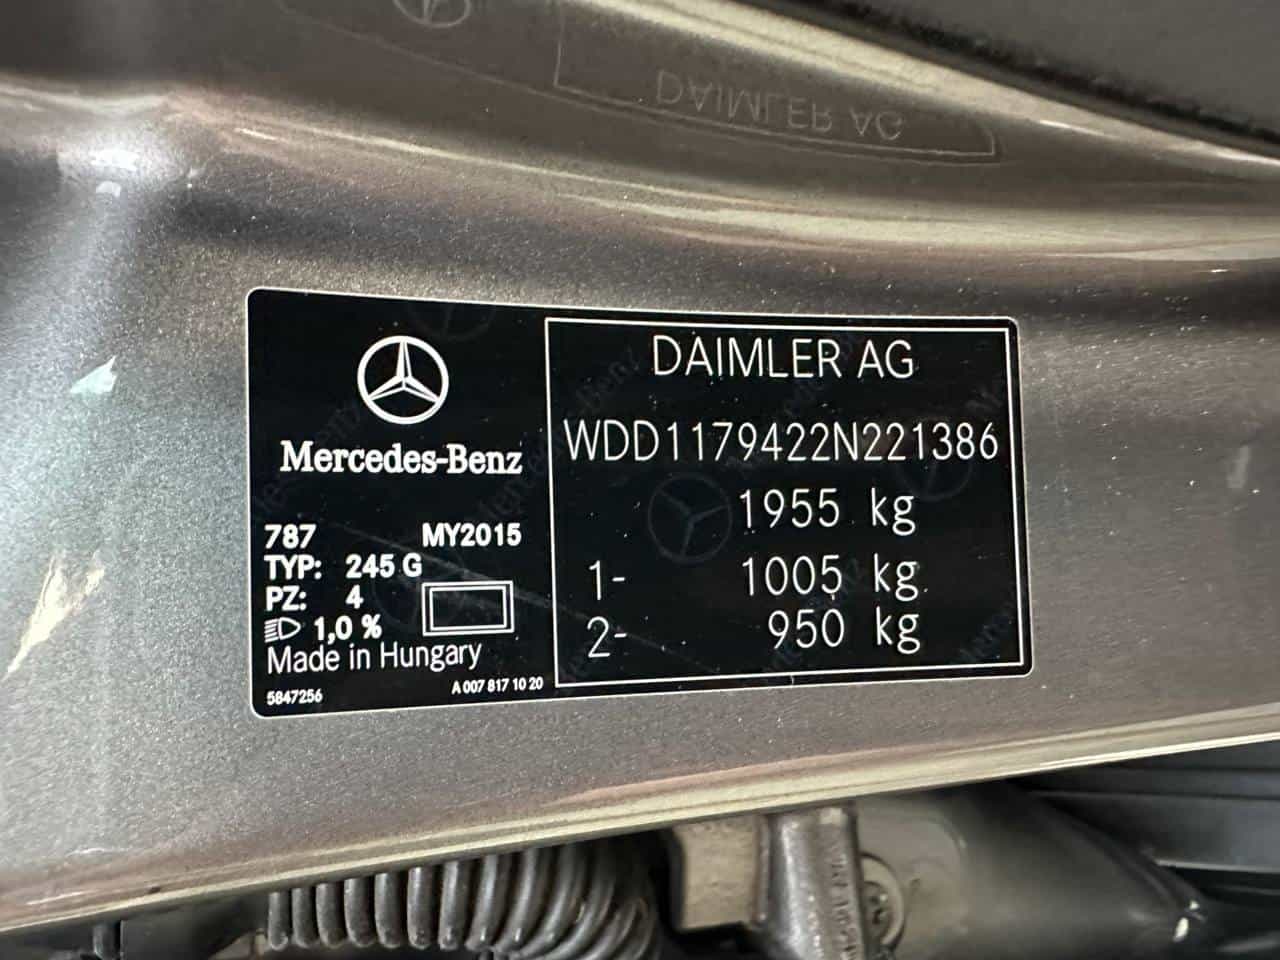 DAIMLER AG
Mercedes-Benz
787 MY2015
TYP: 245 G
PZ: 4
1,0 %
Made in Hungary
5847256 A 007 817 10 20
DAIMLER AG
WDD1179422N221386
1955 kg
1- 1005 kg
2- 950 kg